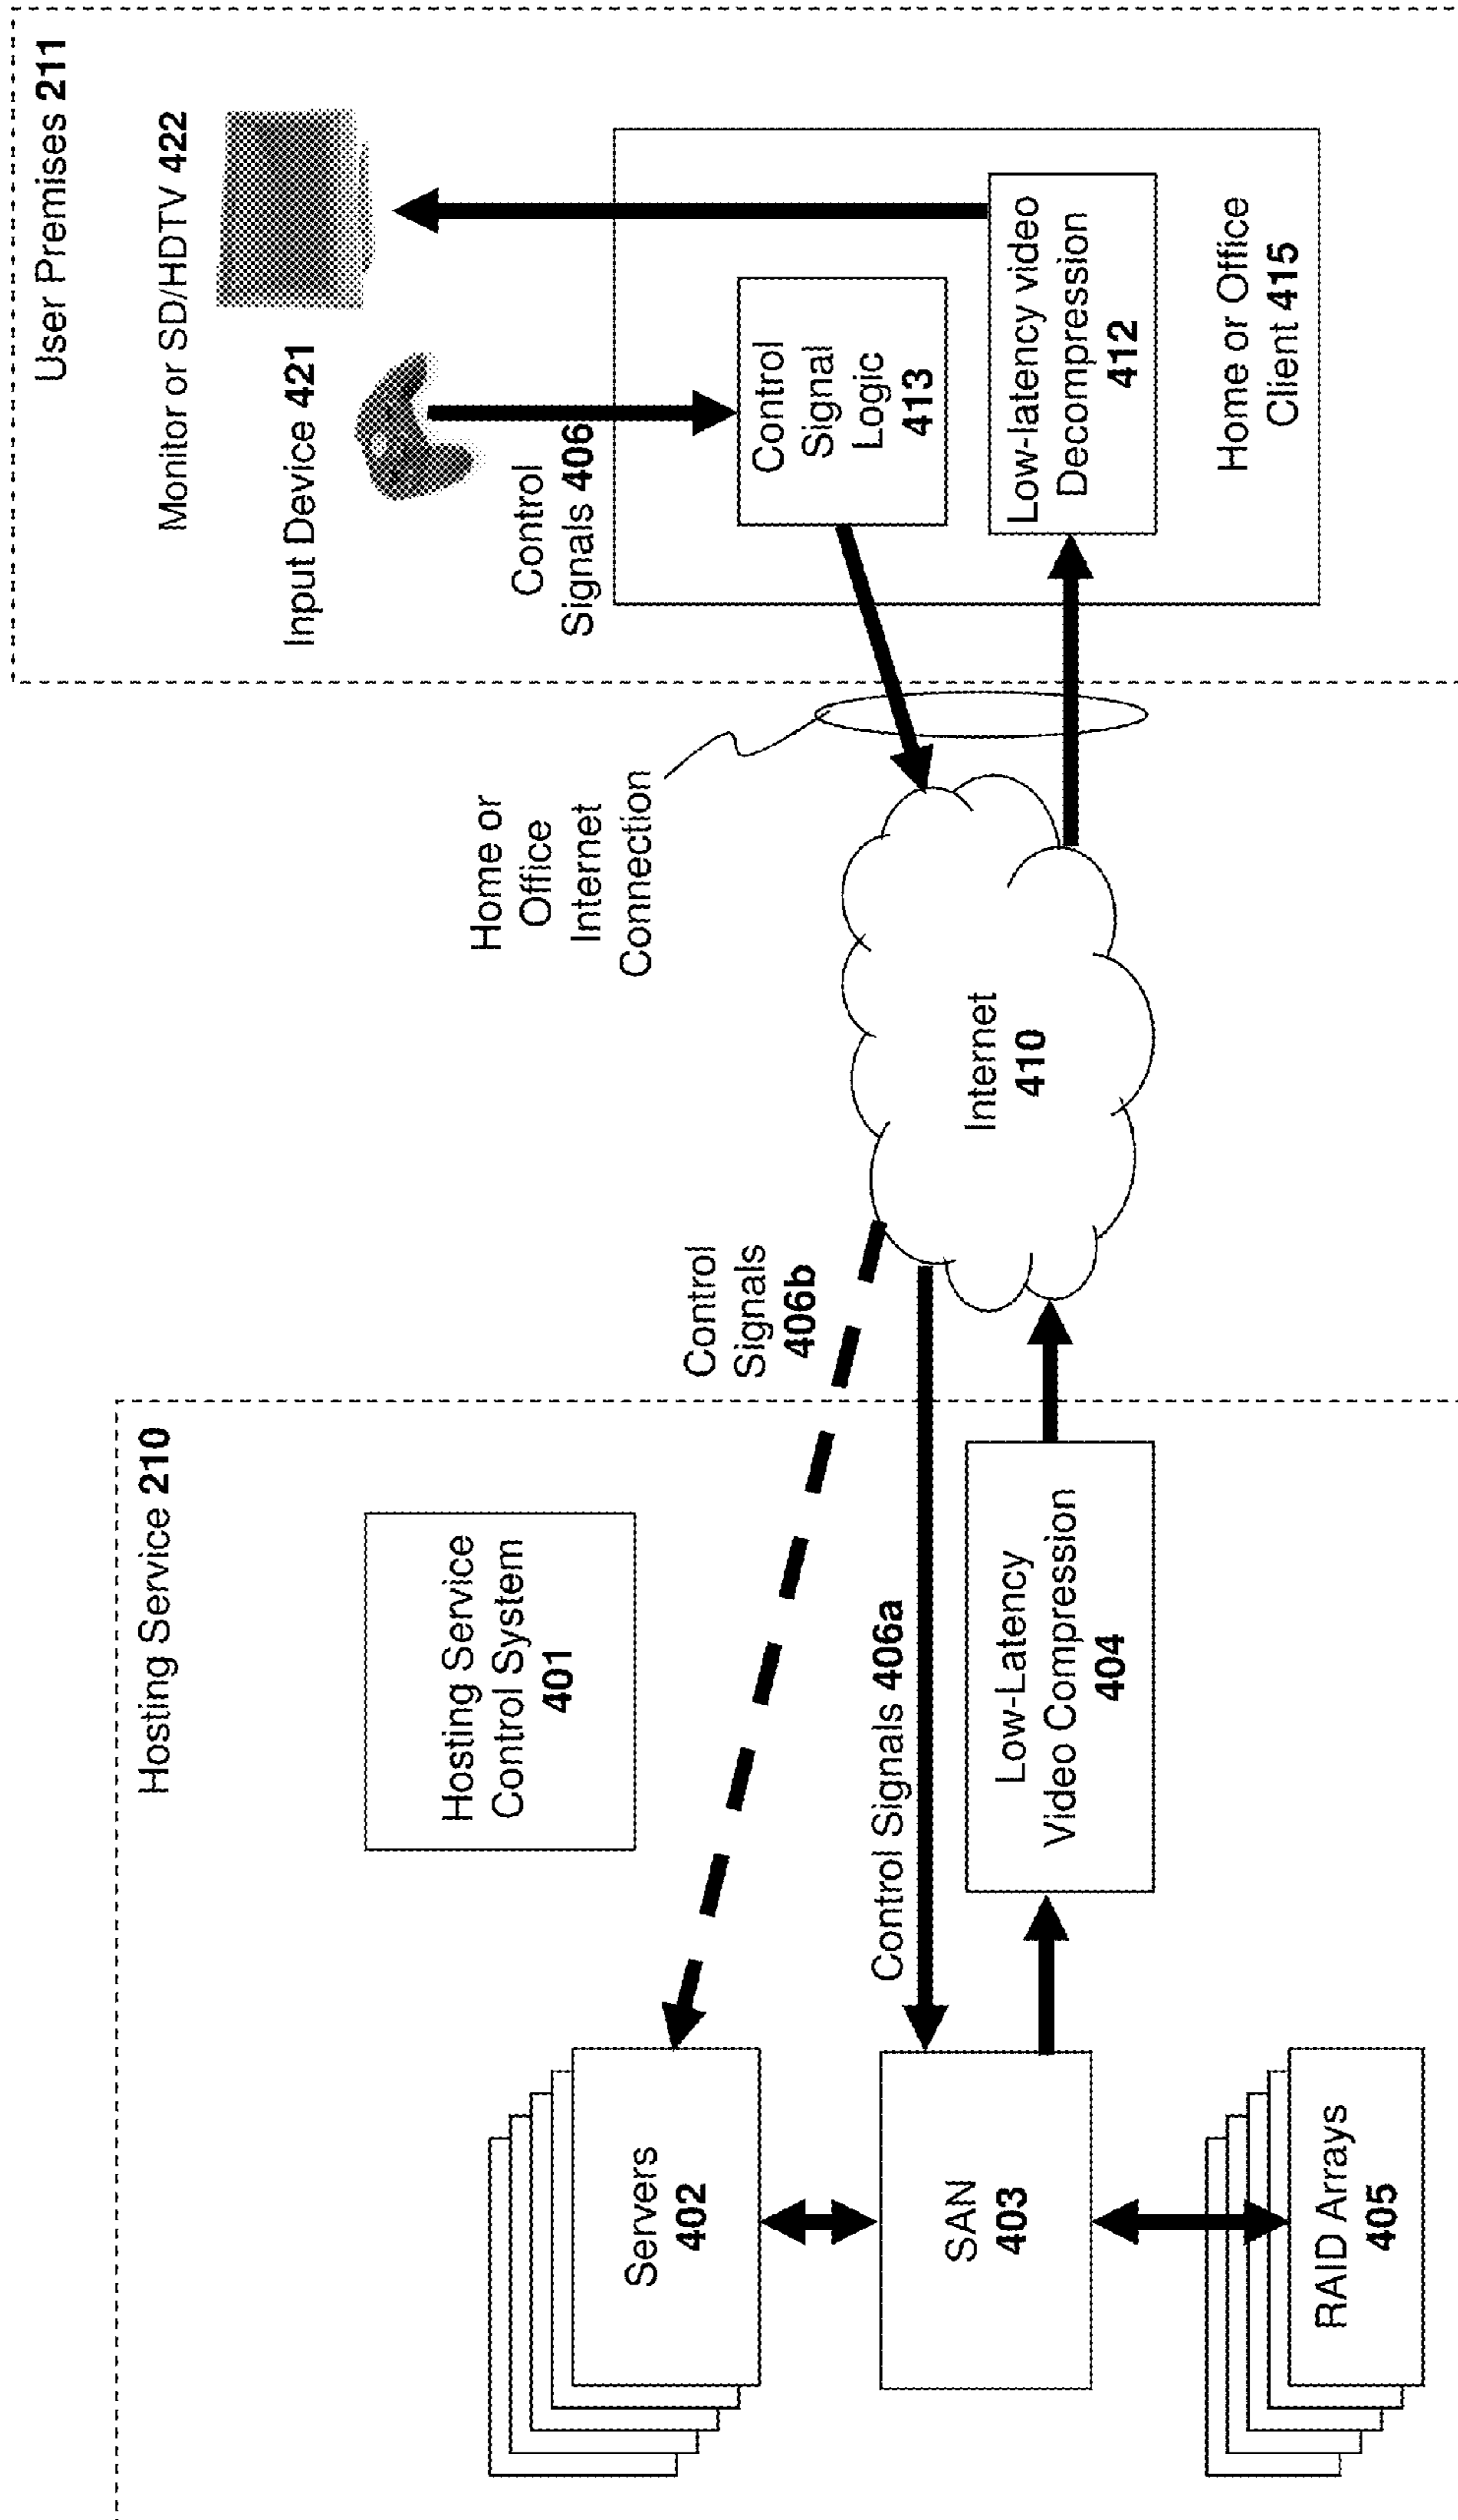 Hosting Service 210
Hosting Service
Control System
401
Servers
402
SAN
403
RAID Arrays
405
Control Signals 406a
Low-Latency
Video Compression
404
Control
Signals
406b
Internet
410
Home or
Office
Internet
Connection
User Premises 211
Monitor or SD/HDTV 422
Input Device 421
Control
Signals 406
Control
Signal
Logic
413
Low-latency video
Decompression
412
Home or Office
Client 415